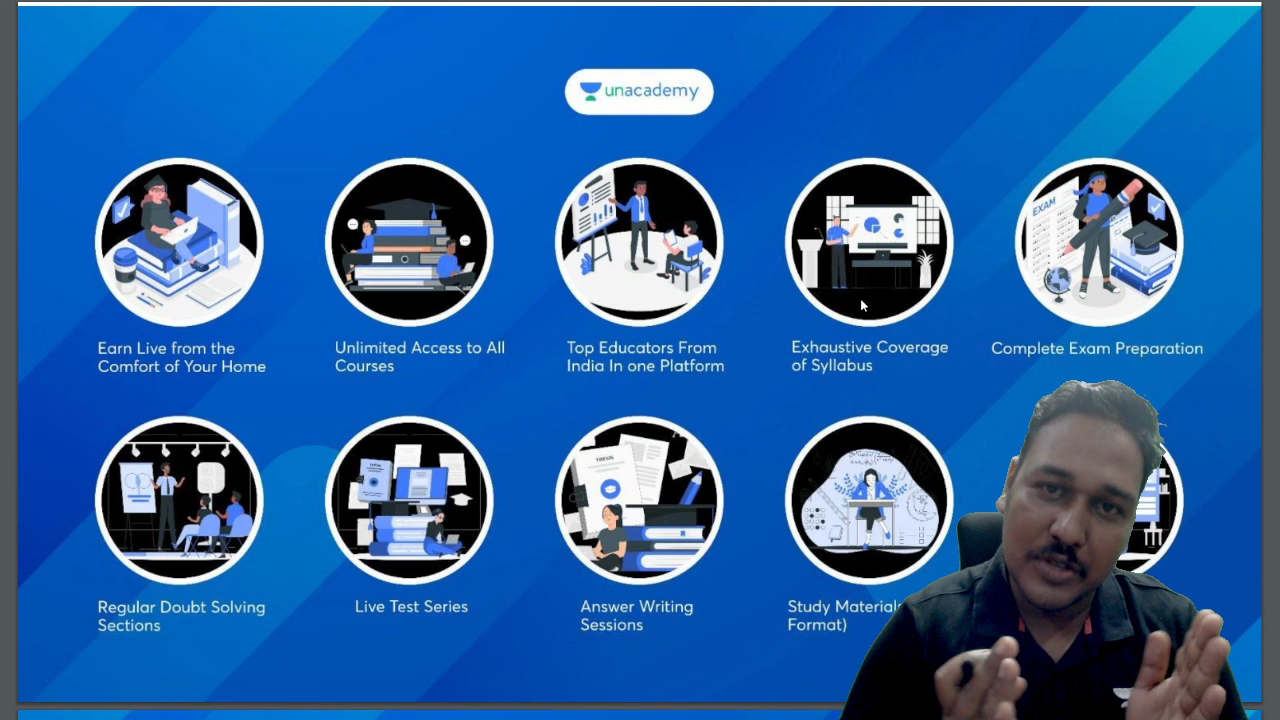 unacademy
Earn Live from the
Comfort of Your Home
Unlimited Access to All
Courses
Top Educators From
India In one Platform
Exhaustive Coverage
of Syllabus
EXAM
Complete Exam Preparation
Regular Doubt Solving
Sections
Live Test Series
Answer Writing
Sessions
Study Material
Format)